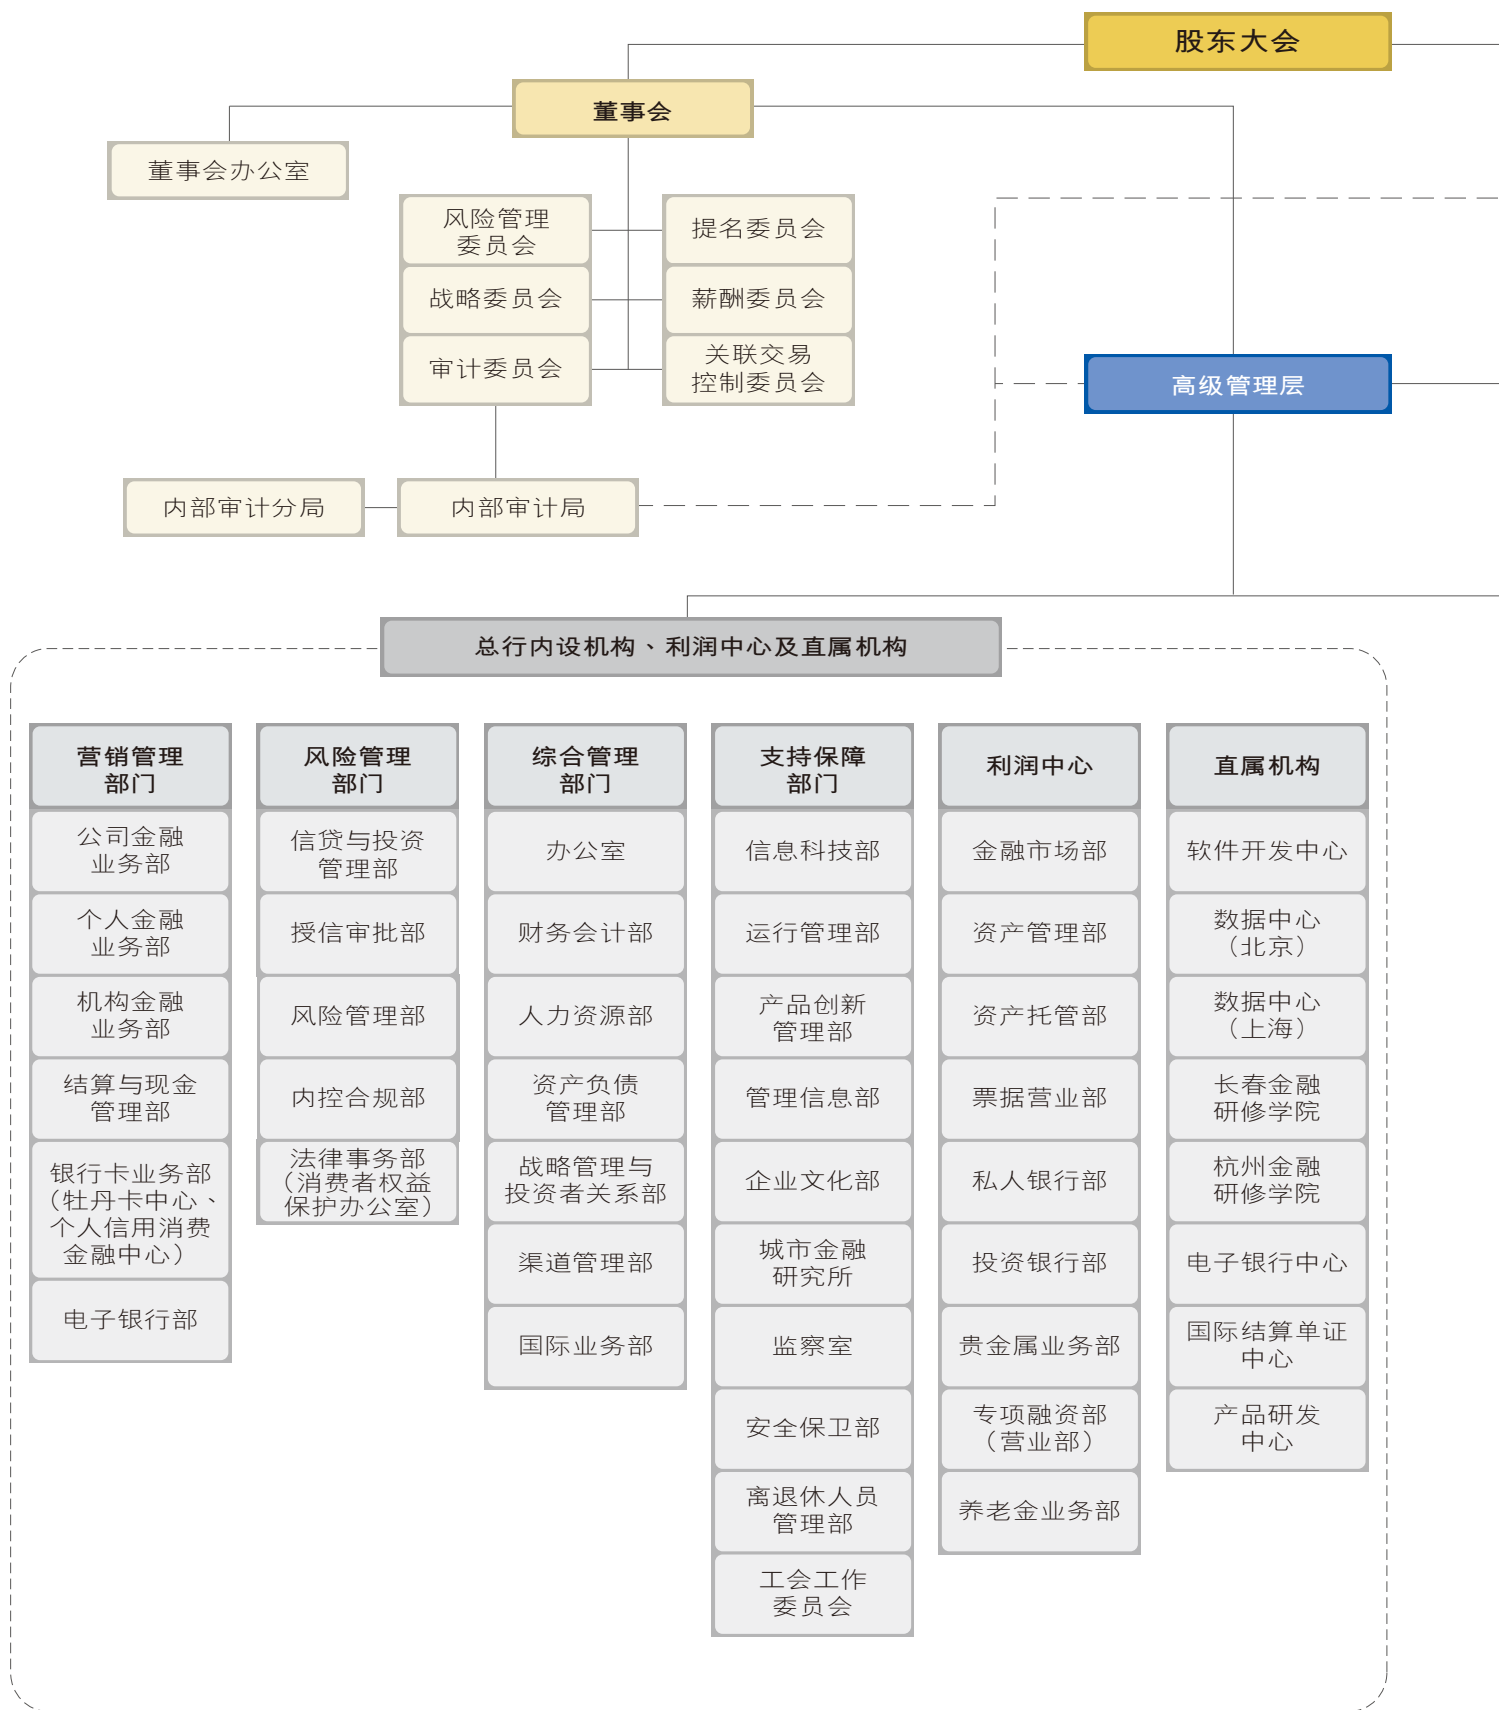 股东大会
董事会
董事会办公室
风险管理
委员会
提名委员会
战略委员会
薪酬委员会
审计委员会
关联交易
控制委员会
高级管理层
内部审计分局
内部审计局
总行内设机构、利润中心及直属机构
营销管理
部门
公司金融
业务部
个人金融
业务部
机构金融
业务部
结算与现金
管理部
银行卡业务部
（牡丹卡中心、
个人信用消费
金融中心）
电子银行部
风险管理
部门
信贷与投资
管理部
授信审批部
风险管理部
内控合规部
法律事务部
（消费者权益
保护办公室）
综合管理
部门
办公室
财务会计部
人力资源部
资产负债
管理部
战略管理与
投资者关系部
渠道管理部
国际业务部
支持保障
部门
信息科技部
运行管理部
产品创新
管理部
管理信息部
企业文化部
城市金融
研究所
监察室
安全保卫部
离退休人员
管理部
工会工作
委员会
利润中心
金融市场部
资产管理部
资产托管部
票据营业部
私人银行部
投资银行部
贵金属业务部
专项融资部
（营业部）
养老金业务部
直属机构
软件开发中心
数据中心
（北京）
数据中心
（上海）
长春金融
研修学院
杭州金融
研修学院
电子银行中心
国际结算单证
中心
产品研发
中心